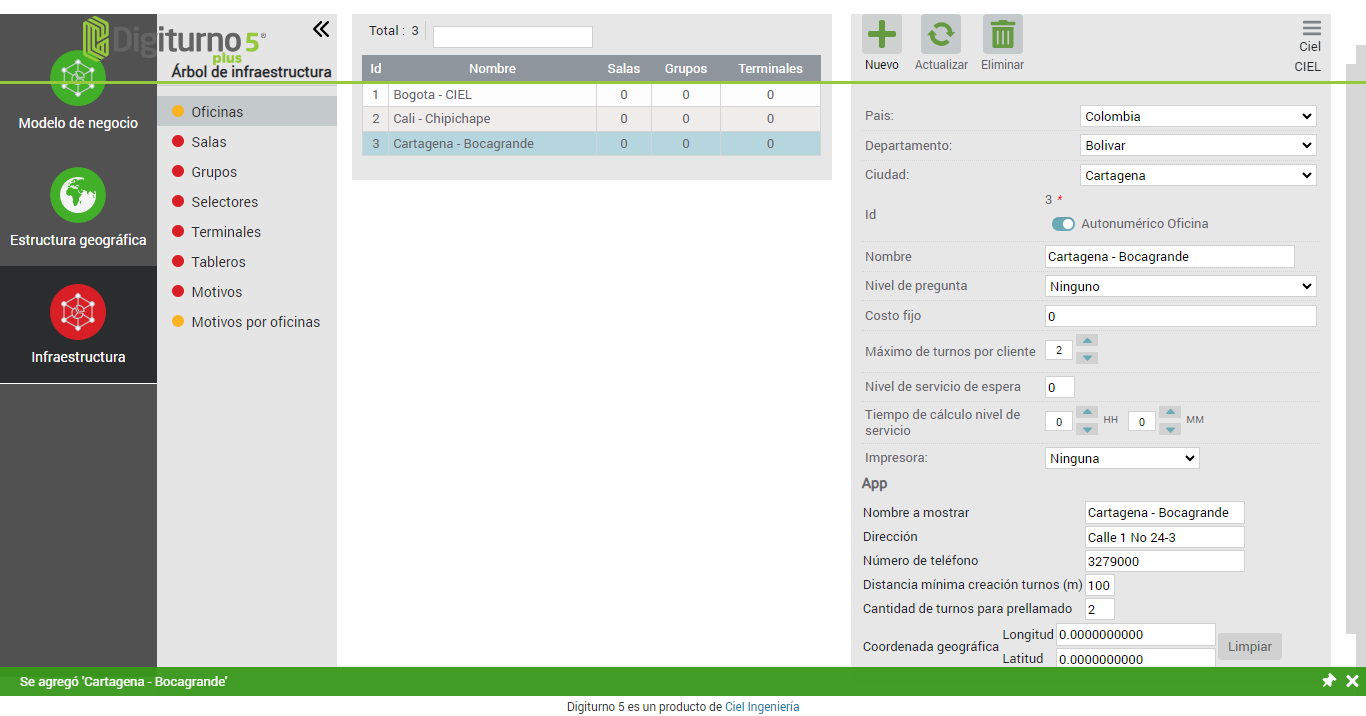 Digiturno 5®
plus
Árbol de infraestructura
Modelo de negocio
Estructura geográfica
Infraestructura
Oficinas
Salas
Grupos
Selectores
Terminales
Tableros
Motivos
Motivos por oficinas
Total : 3
Id Nombre Salas Grupos Terminales
1 Bogota - CIEL 0 0 0
2 Cali - Chipichape 0 0 0
3 Cartagena - Bocagrande 0 0 0
Nuevo Actualizar Eliminar
Ciel
CIEL
Pais: Colombia
Departamento: Bolivar
Ciudad: Cartagena
3 *
Id
Autonumérico Oficina
Nombre Cartagena - Bocagrande
Nivel de pregunta Ninguno
Costo fijo 0
Máximo de turnos por cliente 2
Nivel de servicio de espera 0
Tiempo de cálculo nivel de
servicio 0 HH 0 MM
Impresora: Ninguna
App
Nombre a mostrar Cartagena - Bocagrande
Dirección Calle 1 No 24-3
Número de teléfono 3279000
Distancia mínima creación turnos (m) 100
Cantidad de turnos para prellamado 2
Longitud 0.0000000000
Coordenada geográfica Limpiar
Latitud 0.0000000000
Se agregó 'Cartagena - Bocagrande'
Digiturno 5 es un producto de Ciel Ingeniería